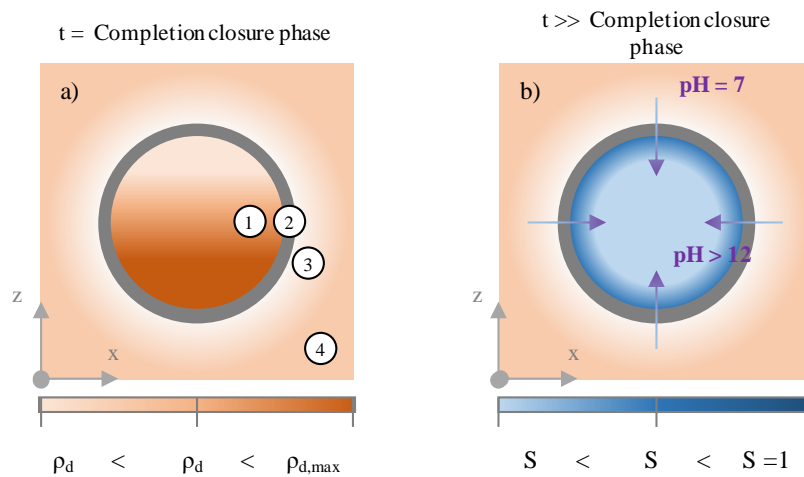 t = Completion closure phase
a)
1
2
3
4
z
x
ρd < ρd < ρd,max
t >> Completion closure
phase
b)
pH = 7
pH > 12
z
x
S < S < S =1